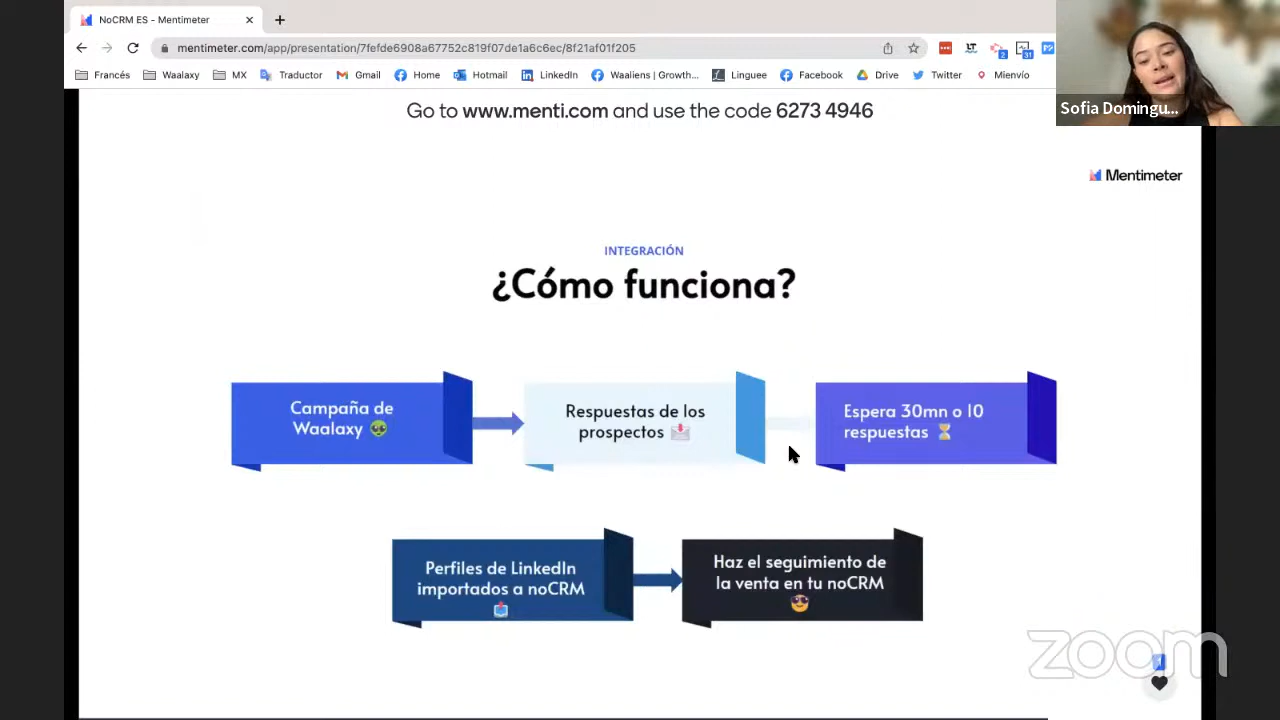 NoCRM ES - Mentimeter
mentimeter.com/app/presentation/7fefde6908a67752c819f07de1a6c6ec/8f21af01f205
LT
2
31
Francés Waalaxy MX Traductor Gmail Home Hotmail LinkedIn Waaliens | Growth... Linguee Facebook Drive Twitter Mienvío
Sofia Domingu...
Go to www.menti.com and use the code 6273 4946
Mentimeter
INTEGRACIÓN
¿Cómo funciona?
Campaña de
Waalaxy
Respuestas de los
prospectos
Espera 30mn o 10
respuestas
Perfiles de LinkedIn
importados a noCRM
Haz el seguimiento de
la venta en tu noCRM
zoom